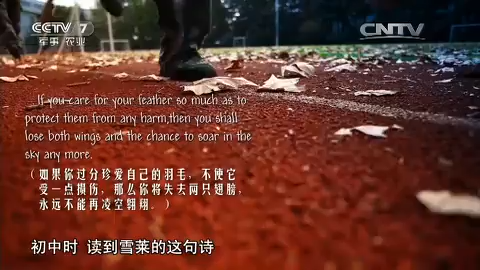 CCTV 7
军事·农业
CNTV
If you care for your feather so much as to
protect them from any harm,then you shall
lose both wings and the chance to soar in the
sky any more.
（如果你过分珍爱自己的羽毛，不使它
受一点损伤，那么你将失去两只翅膀，
永远不能再凌空翱翔。）
初中时 读到雪莱的这句诗